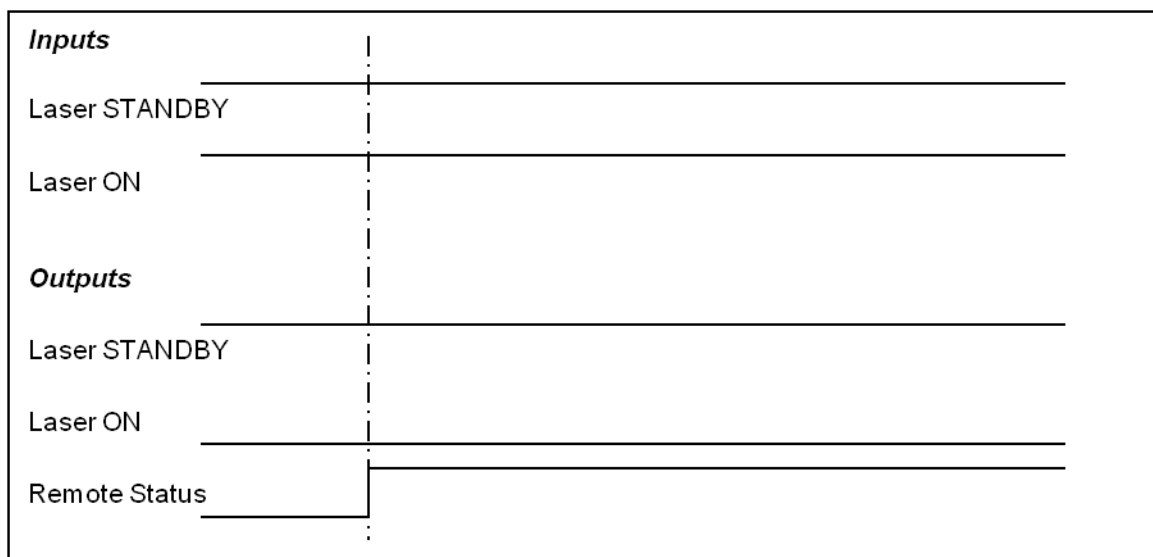 Inputs
Laser STANDBY
Laser ON
Outputs
Laser STANDBY
Laser ON
Remote Status